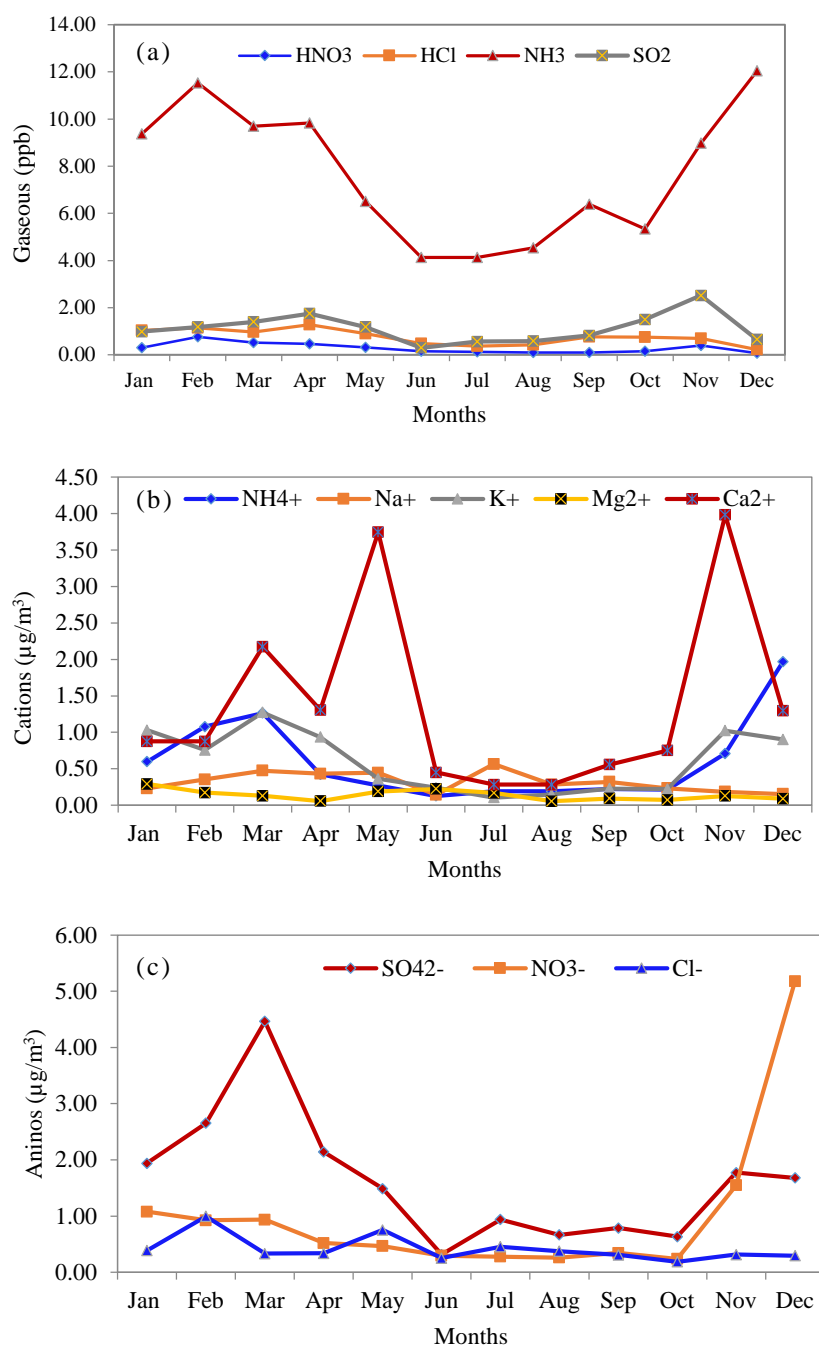 (a)
HNO3 HCl NH3 SO2
14.00
12.00
10.00
8.00
6.00
4.00
2.00
0.00
Gaseous (ppb)
Jan Feb Mar Apr May Jun Jul Aug Sep Oct Nov Dec
Months
(b)
NH4+ Na+ K+ Mg2+ Ca2+
4.50
4.00
3.50
3.00
2.50
2.00
1.50
1.00
0.50
0.00
Cations (µg/m³)
Jan Feb Mar Apr May Jun Jul Aug Sep Oct Nov Dec
Months
(c)
SO42- NO3- Cl-
6.00
5.00
4.00
3.00
2.00
1.00
0.00
Aninos (µg/m³)
Jan Feb Mar Apr May Jun Jul Aug Sep Oct Nov Dec
Months